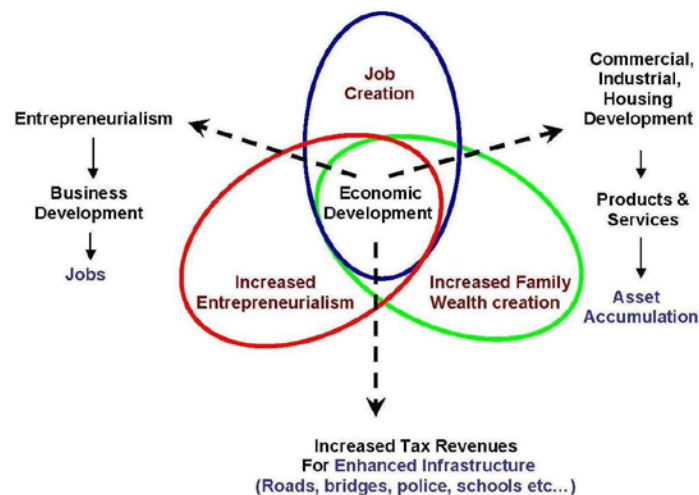 Job
Creation
Commercial,
Industrial,
Housing
Development
Entrepreneurialism
Business
Development
Jobs
Economic
Development
Products &
Services
Increased
Entrepreneurialism
Increased Family
Wealth creation
Asset
Accumulation
Increased Tax Revenues
For Enhanced Infrastructure
(Roads, bridges, police, schools etc...)